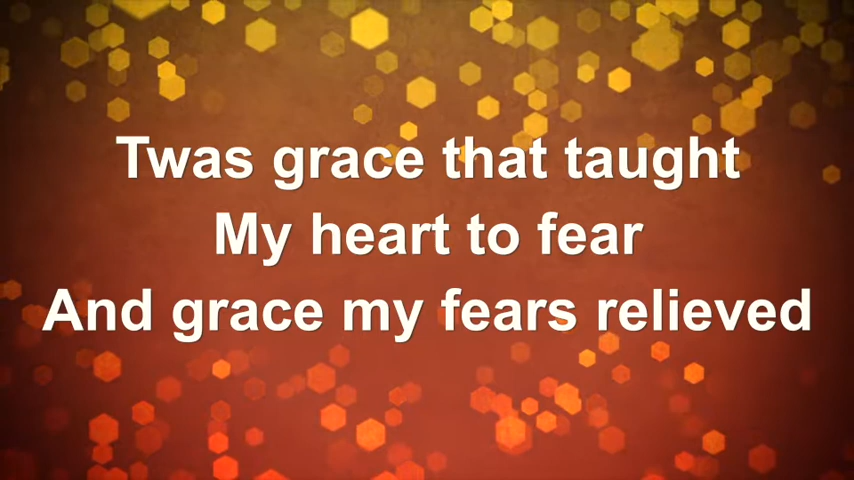 Twas grace that taught
My heart to fear
And grace my fears relieved